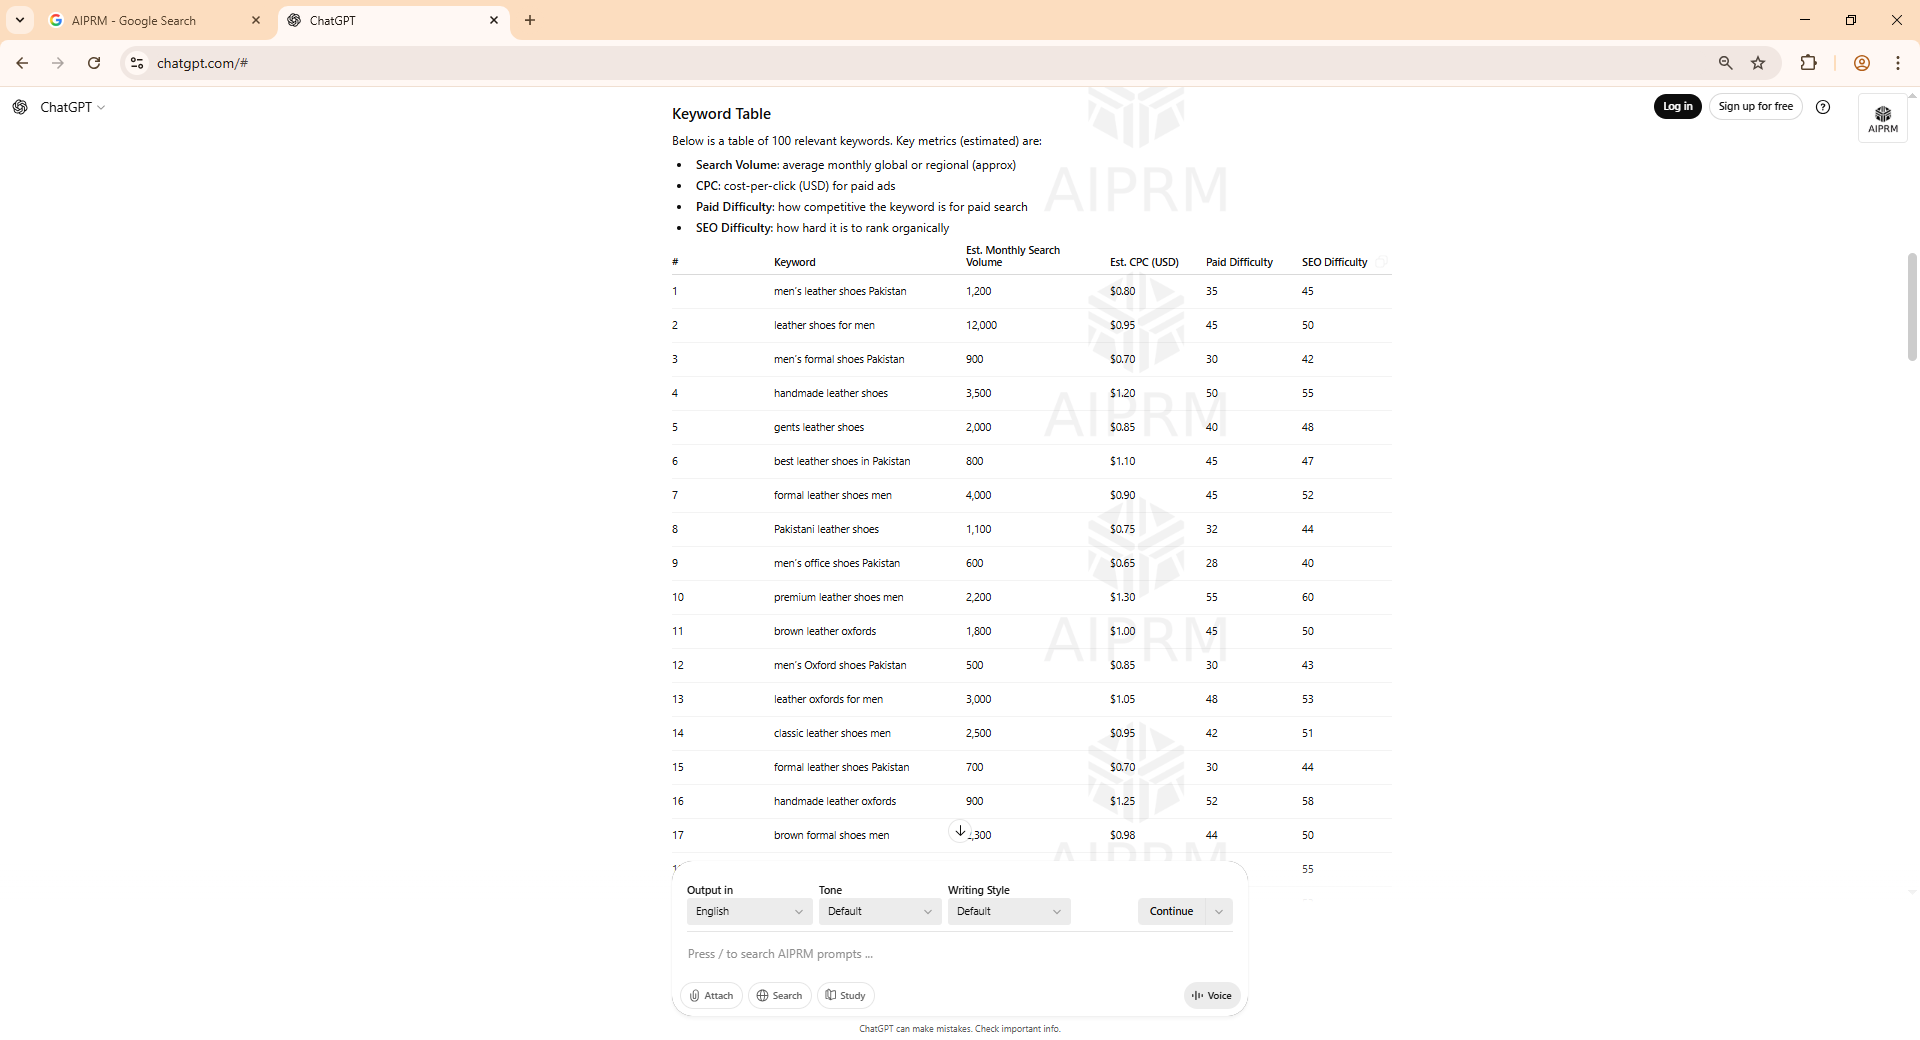 AIPRM - Google Search
ChatGPT
chatgpt.com/#
ChatGPT
Log in
Sign up for free
AIPRM
Keyword Table
Below is a table of 100 relevant keywords. Key metrics (estimated) are:
• Search Volume: average monthly global or regional (approx)
• CPC: cost-per-click (USD) for paid ads
• Paid Difficulty: how competitive the keyword is for paid search
• SEO Difficulty: how hard it is to rank organically
# Keyword Est. Monthly Search Volume Est. CPC (USD) Paid Difficulty SEO Difficulty
1 men's leather shoes Pakistan 1,200 $0.80 35 45
2 leather shoes for men 12,000 $0.95 45 50
3 men's formal shoes Pakistan 900 $0.70 30 42
4 handmade leather shoes 3,500 $1.20 50 55
5 gents leather shoes 2,000 $0.85 40 48
6 best leather shoes in Pakistan 800 $1.10 45 47
7 formal leather shoes men 4,000 $0.90 45 52
8 Pakistani leather shoes 1,100 $0.75 32 44
9 men's office shoes Pakistan 600 $0.65 28 40
10 premium leather shoes men 2,200 $1.30 55 60
11 brown leather oxfords 1,800 $1.00 45 50
12 men's Oxford shoes Pakistan 500 $0.85 30 43
13 leather oxfords for men 3,000 $1.05 48 53
14 classic leather shoes men 2,500 $0.95 42 51
15 formal leather shoes Pakistan 700 $0.70 30 44
16 handmade leather oxfords 900 $1.25 52 58
17 brown formal shoes men $0.98 44 50
55
AIPRM
AIPRM
AIPRM
AIPRM
Output in Tone Writing Style
English Default Default Continue
Press / to search AIPRM prompts ...
Attach Search Study Voice
ChatGPT can make mistakes. Check important info.